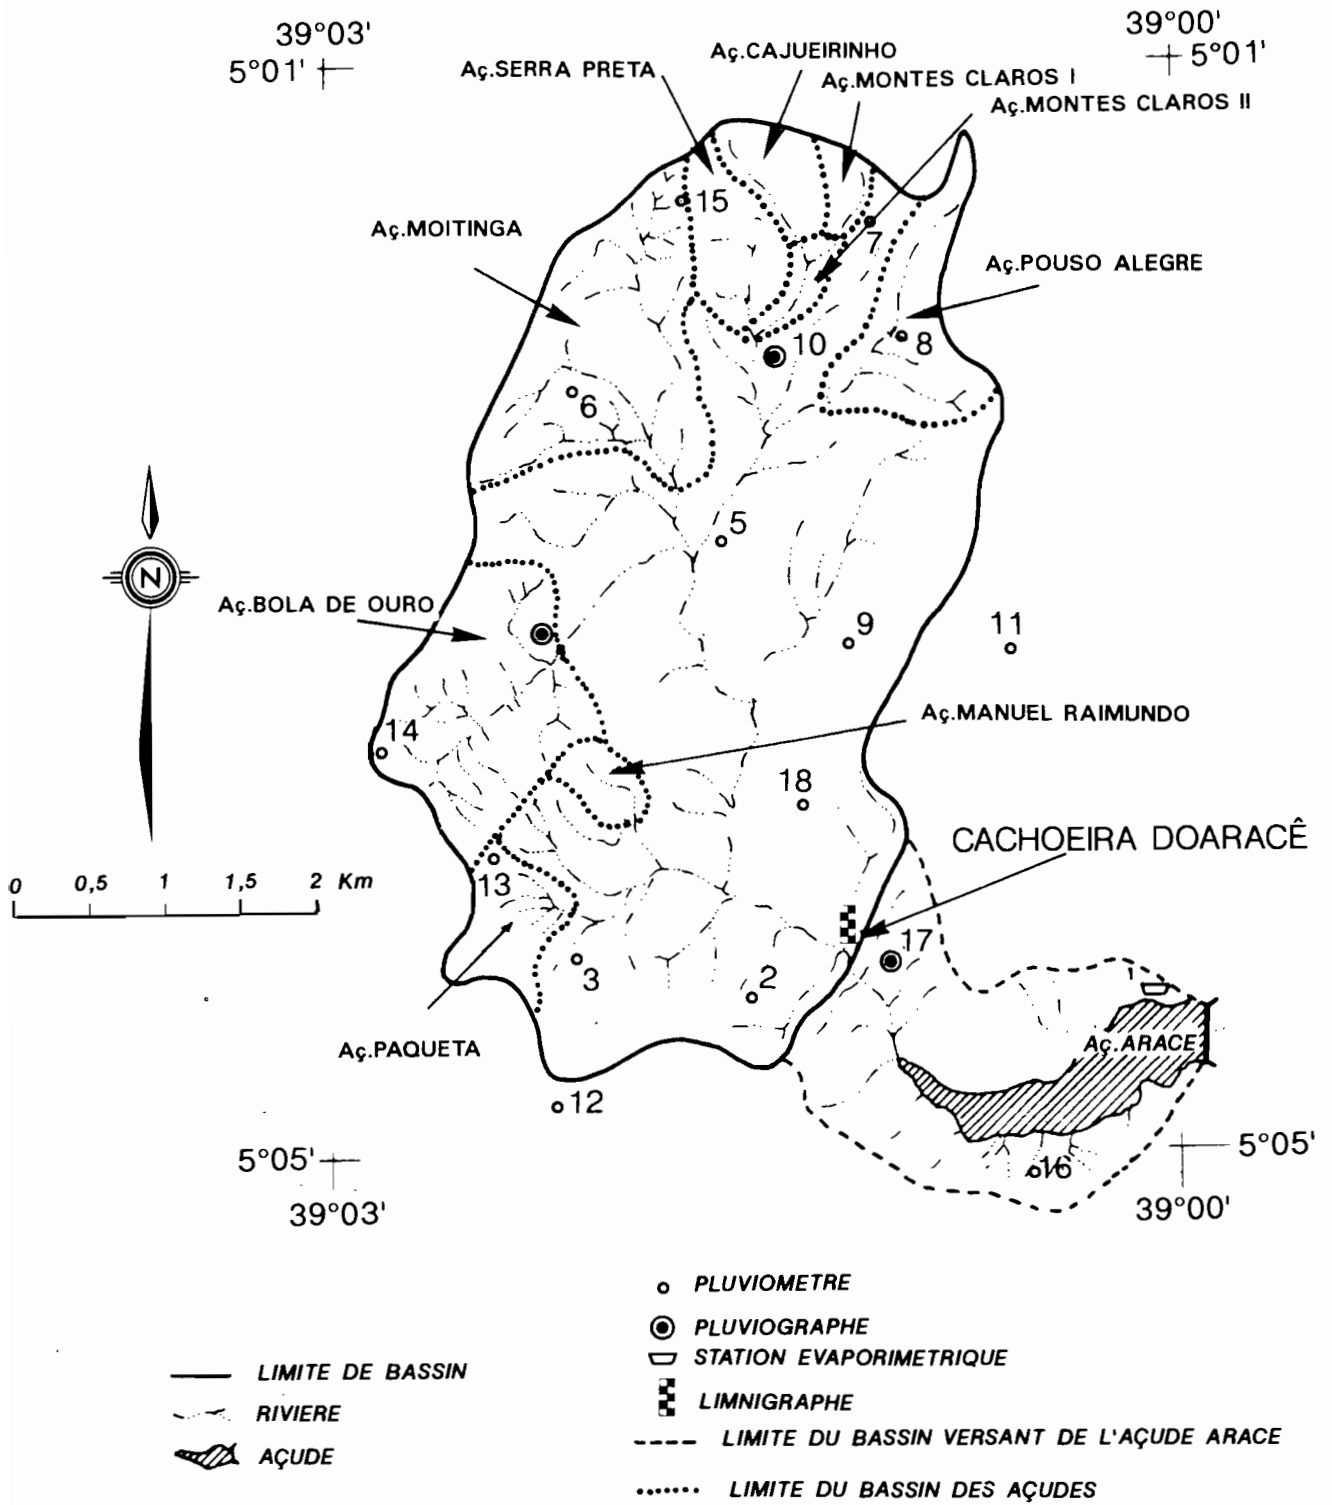 39°03'
39°00'
5°01'
5°01'
Aç.CAJUEIRINHO
Aç.SERRA PRETA
Aç.MONTES CLAROS I
Aç.MONTES CLAROS II
15
Aç.MOITINGA
7
Aç.POUSO ALEGRE
10
8
6
5
N
Aç.BOLA DE OURO
9
11
Aç.MANUEL RAIMUNDO
14
18
CACHOEIRA DOARACÊ
0 0,5 1 1,5 2 Km
13
17
3
2
Aç.ARACE
Aç.PAQUETA
12
5°05'
5°05'
16
39°03'
39°00'
PLUVIOMETRE
PLUVIOGRAPHE
STATION EVAPORIMETRIQUE
LIMITE DE BASSIN
LIMNIGRAPHE
RIVIERE
LIMITE DU BASSIN VERSANT DE L'AÇUDE ARACE
AÇUDE
LIMITE DU BASSIN DES AÇUDES